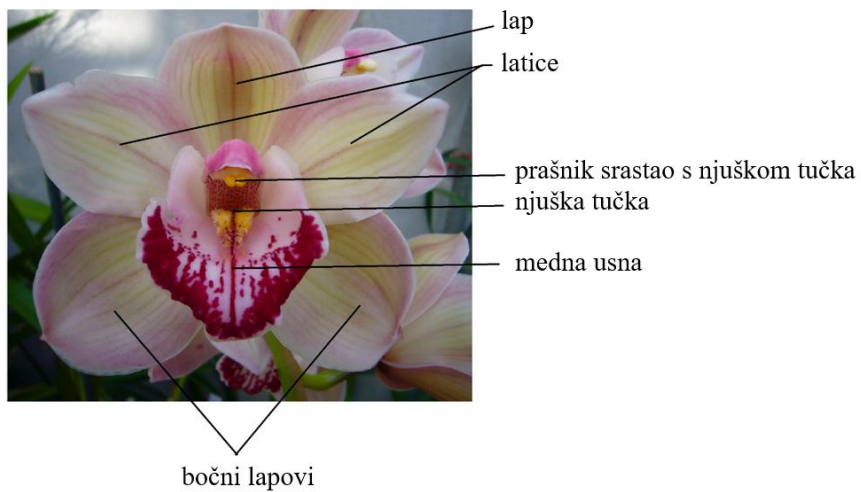 lap
latice
prašnik srastao s njuškom tučka
njuška tučka
medna usna
bočni lapovi